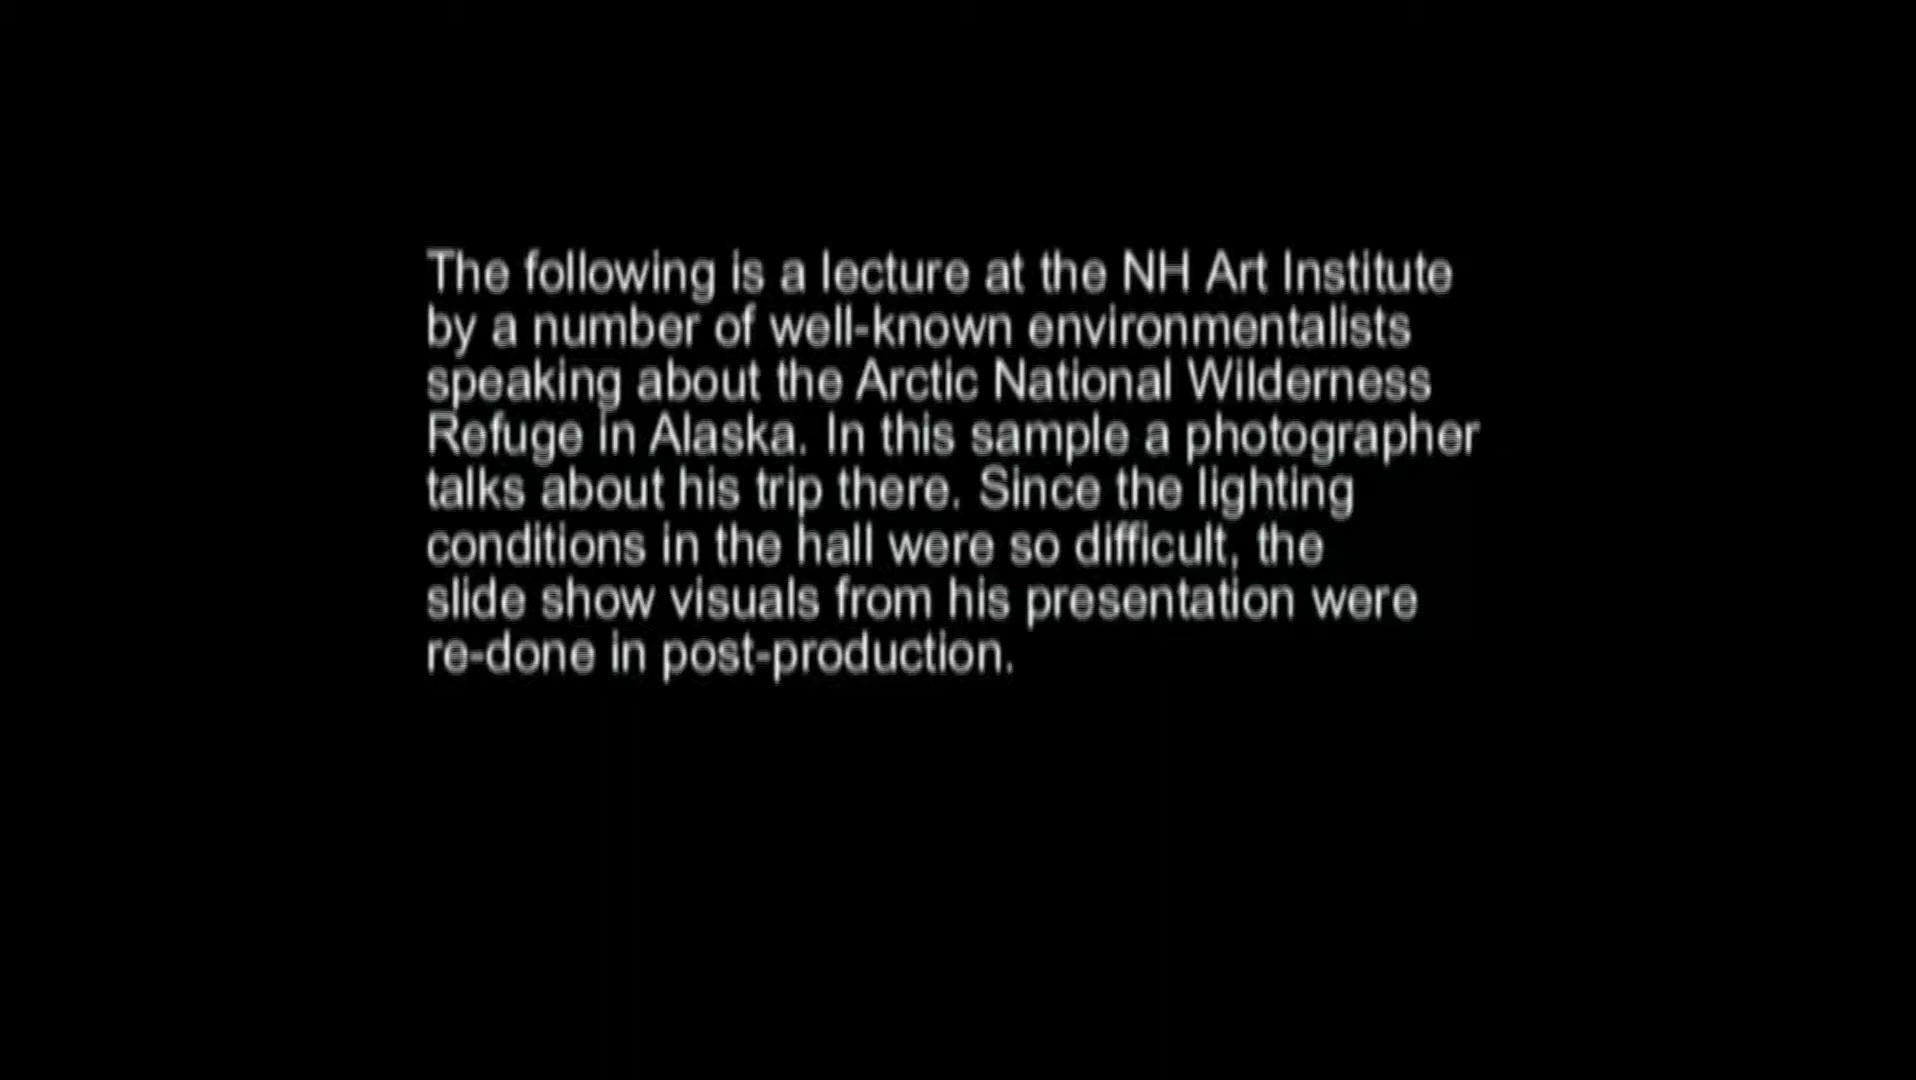 The following is a lecture at the NH Art Institute
by a number of well-known environmentalists
speaking about the Arctic National Wilderness
Refuge in Alaska. In this sample a photographer
talks about his trip there. Since the lighting
conditions in the hall were so difficult, the
slide show visuals from his presentation were
re-done in post-production.